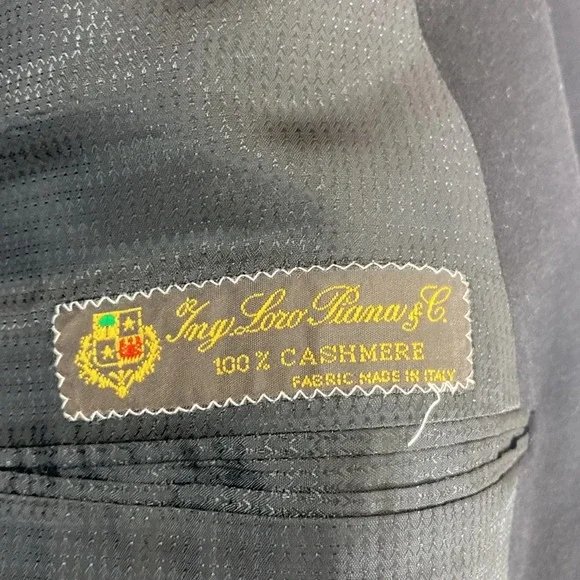 Ing. Loro Piana & C.
100 % CASHMERE
FABRIC MADE IN ITALY